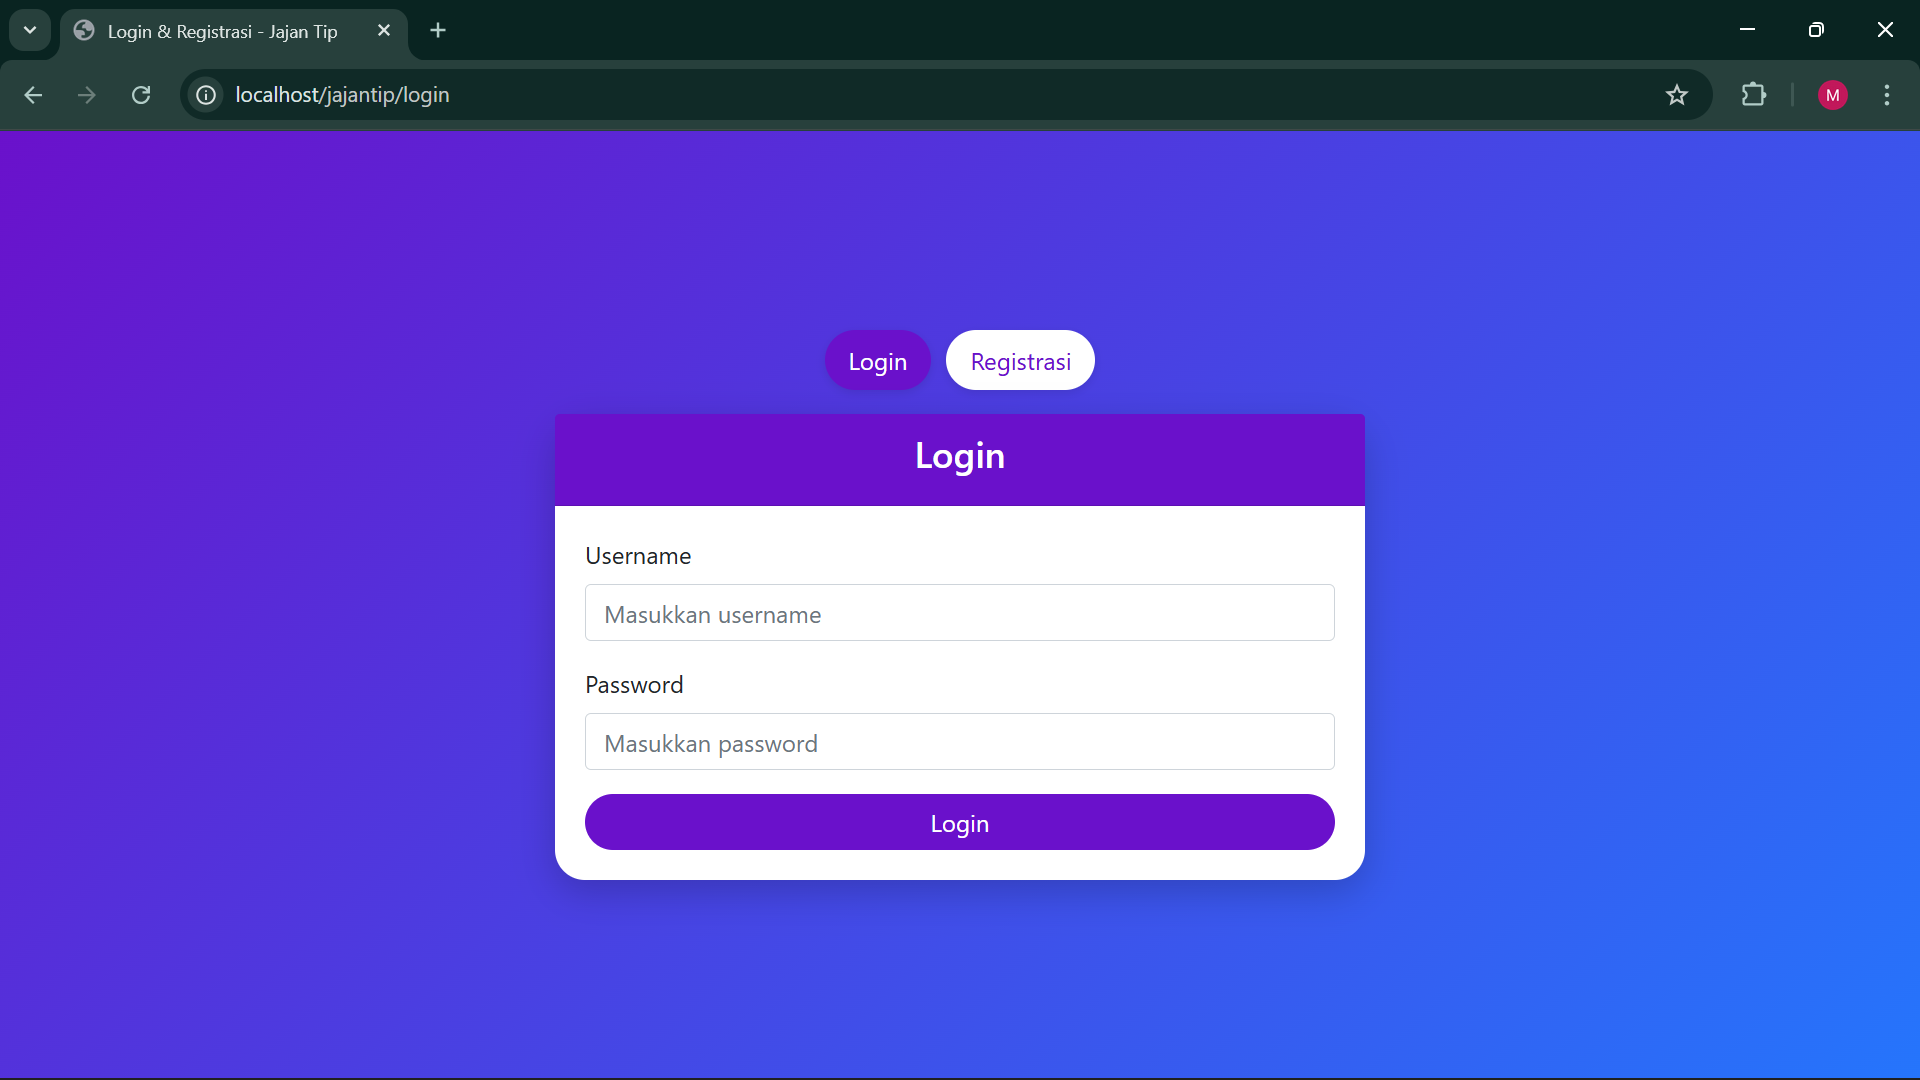 Login & Registrasi - Jajan Tip
localhost/jajantip/login
M
Login
Registrasi
Login
Username
Masukkan username
Password
Masukkan password
Login